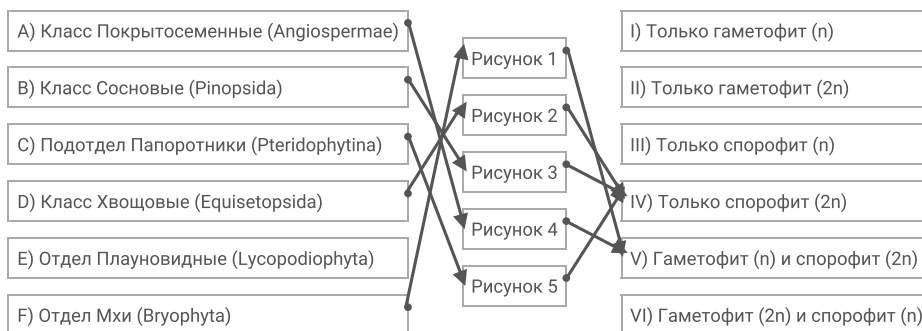 A) Класс Покрытосеменные (Angiospermae)
B) Класс Сосновые (Pinopsida)
C) Подотдел Папоротники (Pteridophytina)
D) Класс Хвощовые (Equisetopsida)
E) Отдел Плауновидные (Lycopodiophyta)
F) Отдел Мхи (Bryophyta)
Рисунок 1
Рисунок 2
Рисунок 3
Рисунок 4
Рисунок 5
I) Только гаметофит (n)
II) Только гаметофит (2n)
III) Только спорофит (n)
IV) Только спорофит (2n)
V) Гаметофит (n) и спорофит (2n)
VI) Гаметофит (2n) и спорофит (n)